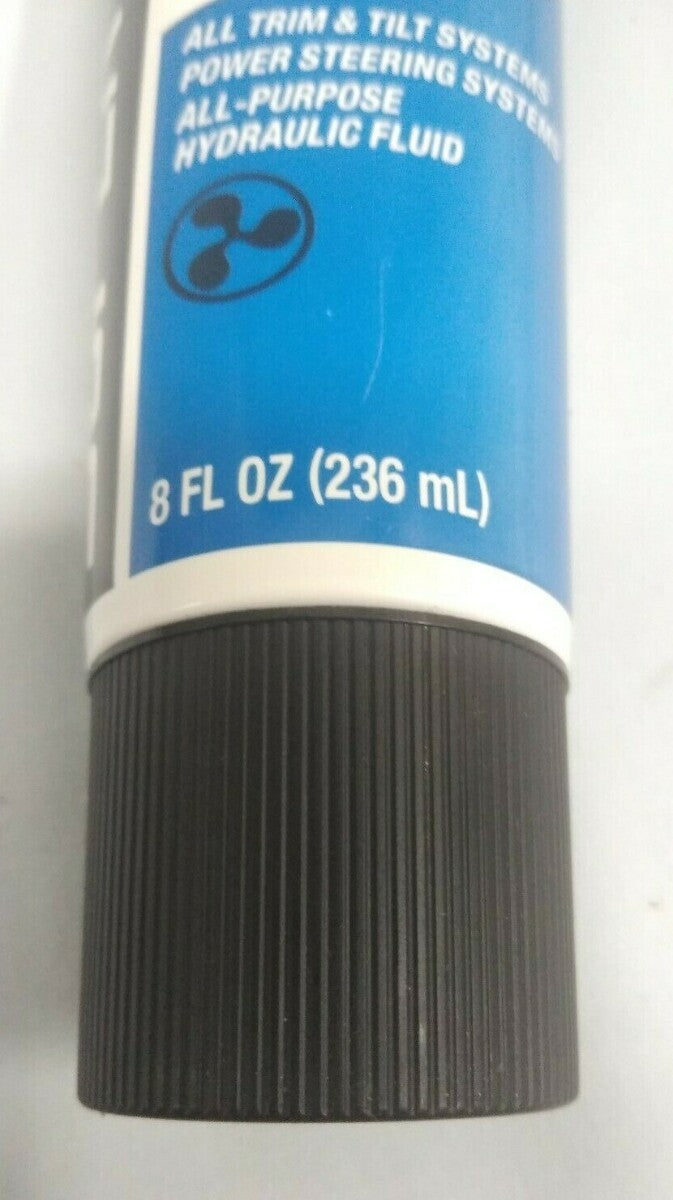 ALL TRIM & TILT SYSTEMS
POWER STEERING SYSTEMS
ALL-PURPOSE
HYDRAULIC FLUID
8 FL OZ (236 mL)